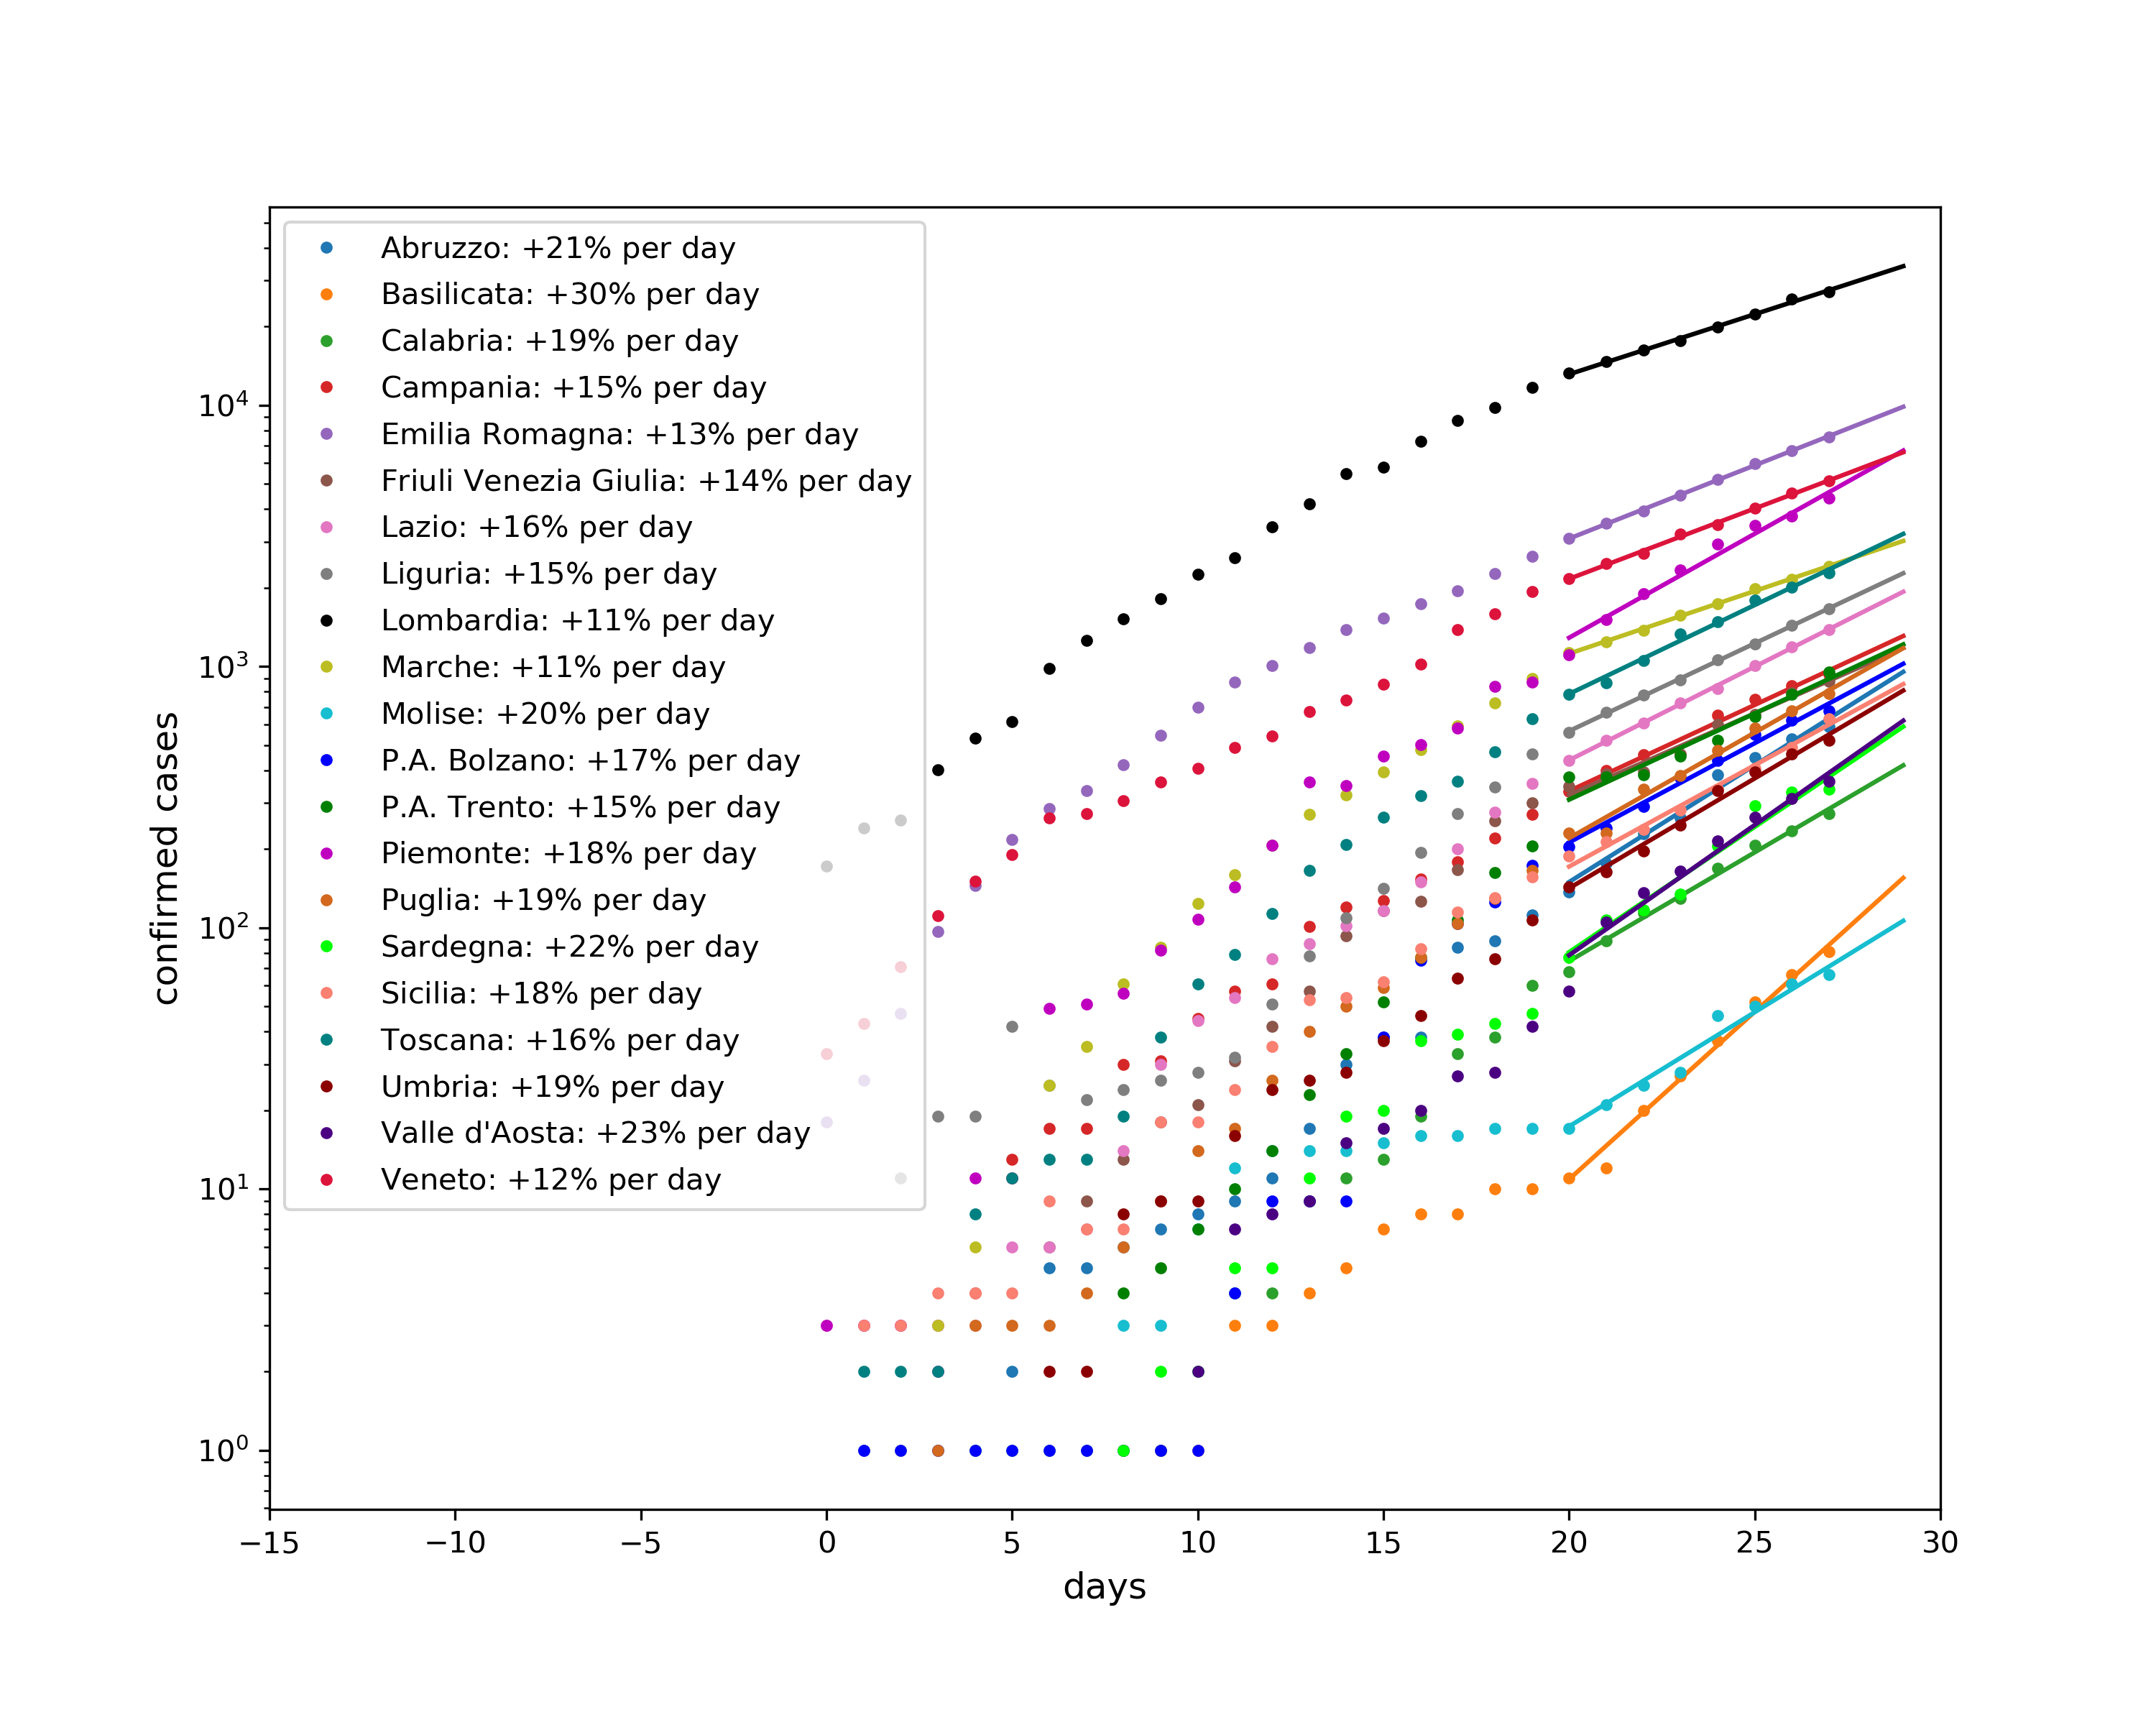 Abruzzo: +21% per day
Basilicata: +30% per day
Calabria: +19% per day
Campania: +15% per day
Emilia Romagna: +13% per day
Friuli Venezia Giulia: +14% per day
Lazio: +16% per day
Liguria: +15% per day
Lombardia: +11% per day
Marche: +11% per day
Molise: +20% per day
P.A. Bolzano: +17% per day
P.A. Trento: +15% per day
Piemonte: +18% per day
Puglia: +19% per day
Sardegna: +22% per day
Sicilia: +18% per day
Toscana: +16% per day
Umbria: +19% per day
Valle d'Aosta: +23% per day
Veneto: +12% per day
10⁴
10³
10²
10¹
10⁰
confirmed cases
−15 −10 −5 0 5 10 15 20 25 30
days